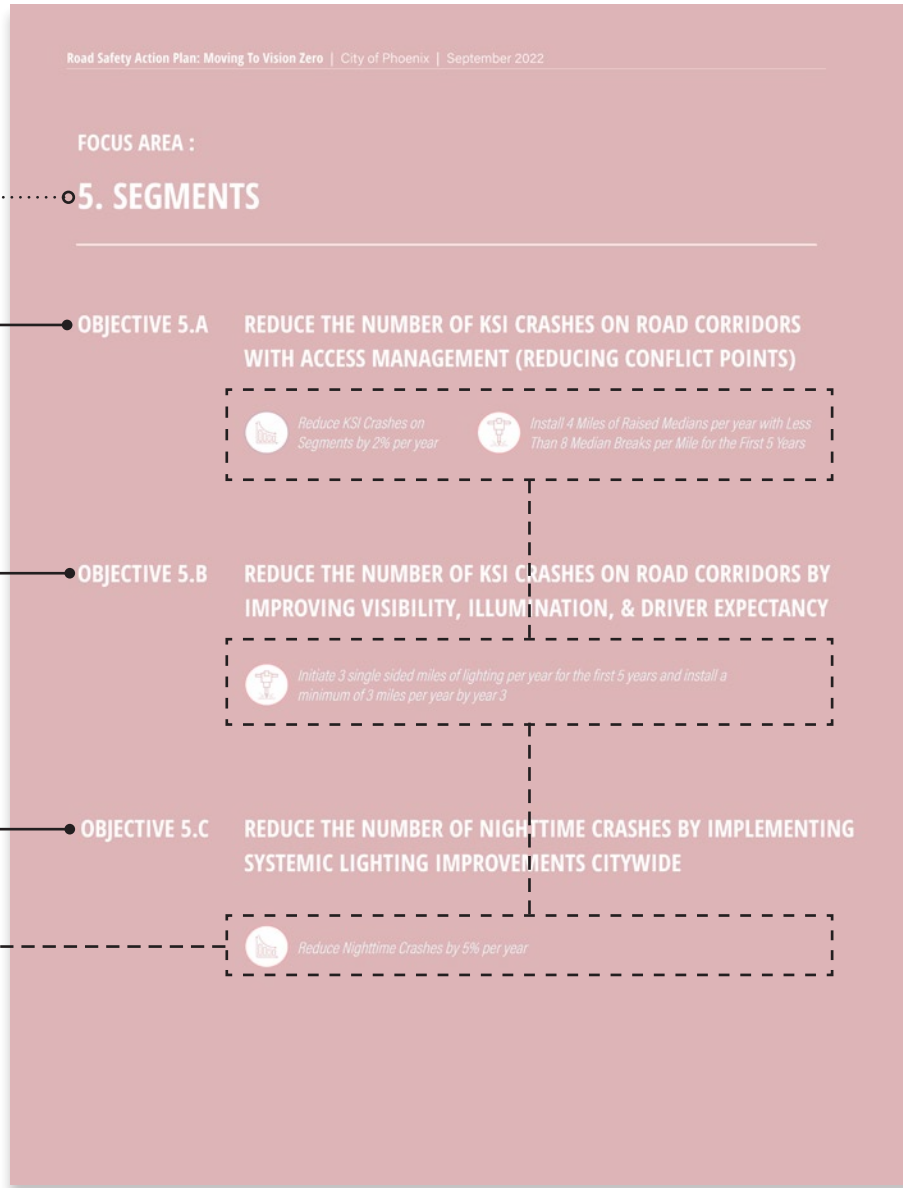 Road Safety Action Plan: Moving To Vision Zero | City of Phoenix | September 2022
FOCUS AREA :
5. SEGMENTS
OBJECTIVE 5.A
REDUCE THE NUMBER OF KSI CRASHES ON ROAD CORRIDORS
WITH ACCESS MANAGEMENT (REDUCING CONFLICT POINTS)
Reduce KSI Crashes on
Segments by 2% per year
Install 4 Miles of Raised Medians per year with Less
Than 8 Median Breaks per Mile for the First 5 Years
OBJECTIVE 5.B
REDUCE THE NUMBER OF KSI CRASHES ON ROAD CORRIDORS BY
IMPROVING VISIBILITY, ILLUMINATION, & DRIVER EXPECTANCY
Initiate 3 single sided miles of lighting per year for the first 5 years and install a
minimum of 3 miles per year by year 3
OBJECTIVE 5.C
REDUCE THE NUMBER OF NIGHTTIME CRASHES BY IMPLEMENTING
SYSTEMIC LIGHTING IMPROVEMENTS CITYWIDE
Reduce Nighttime Crashes by 5% per year